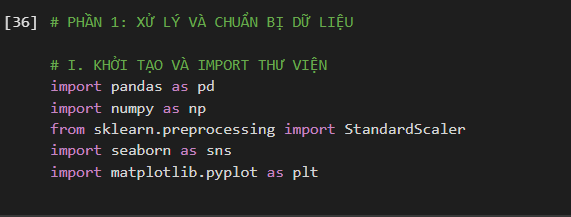 [36] # PHẦN 1: XỬ LÝ VÀ CHUẨN BỊ DỮ LIỆU
# I. KHỞI TẠO VÀ IMPORT THƯ VIỆN
import pandas as pd
import numpy as np
from sklearn.preprocessing import StandardScaler
import seaborn as sns
import matplotlib.pyplot as plt